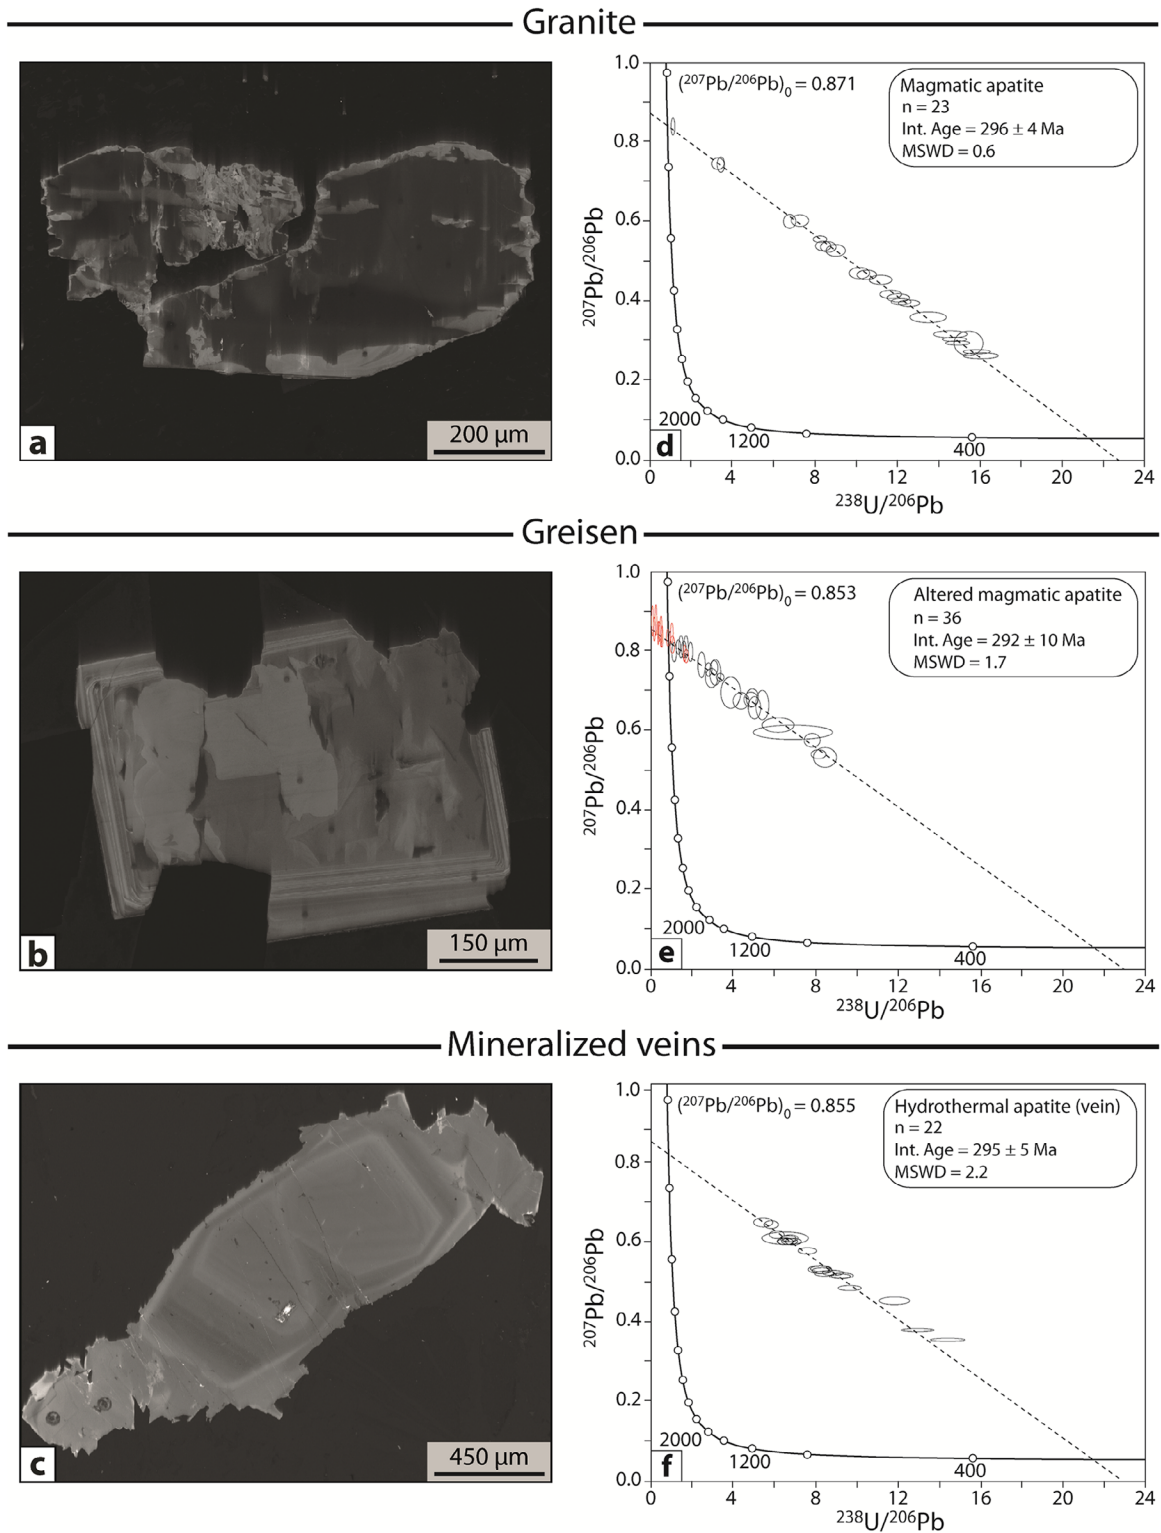 Granite
a
200 µm
(207Pb/206Pb)0 = 0.871
Magmatic apatite
n = 23
Int. Age = 296 ± 4 Ma
MSWD = 0.6
207Pb/206Pb
1.0
0.8
0.6
0.4
0.2
0.0
2000
1200
400
d
0 4 8 12 16 20 24
238U/206Pb
Greisen
b
150 µm
(207Pb/206Pb)0 = 0.853
Altered magmatic apatite
n = 36
Int. Age = 292 ± 10 Ma
MSWD = 1.7
207Pb/206Pb
1.0
0.8
0.6
0.4
0.2
0.0
2000
1200
400
e
0 4 8 12 16 20 24
238U/206Pb
Mineralized veins
c
450 µm
(207Pb/206Pb)0 = 0.855
Hydrothermal apatite (vein)
n = 22
Int. Age = 295 ± 5 Ma
MSWD = 2.2
207Pb/206Pb
1.0
0.8
0.6
0.4
0.2
0.0
2000
1200
400
f
0 4 8 12 16 20 24
238U/206Pb